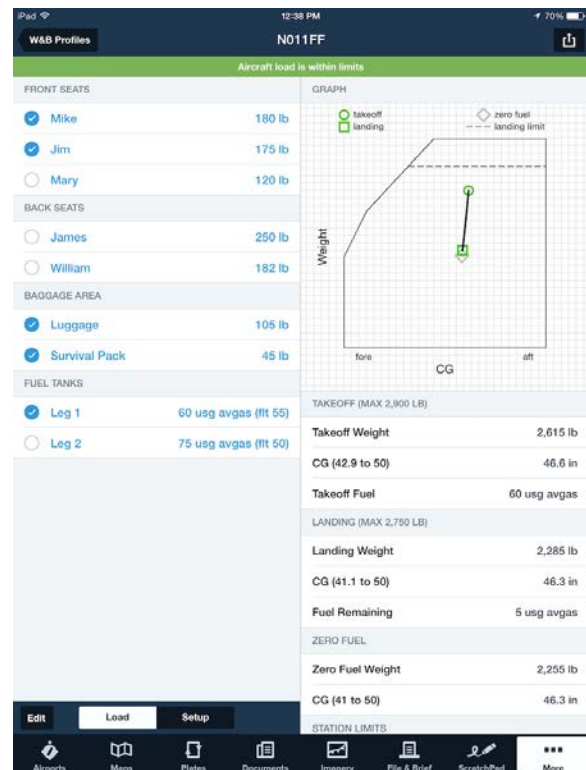 iPad 12:38 PM 70%
W&B Profiles N011FF
Aircraft load is within limits
FRONT SEATS
Mike 180 lb
Jim 175 lb
Mary 120 lb
BACK SEATS
James 250 lb
William 182 lb
BAGGAGE AREA
Luggage 105 lb
Survival Pack 45 lb
FUEL TANKS
Leg 1 60 usg avgas (flt 55)
Leg 2 75 usg avgas (flt 50)
GRAPH
takeoff zero fuel
landing landing limit
Weight
fore aft
CG
TAKEOFF (MAX 2,900 LB)
Takeoff Weight 2,615 lb
CG (42.9 to 50) 46.6 in
Takeoff Fuel 60 usg avgas
LANDING (MAX 2,750 LB)
Landing Weight 2,285 lb
CG (41.1 to 50) 46.3 in
Fuel Remaining 5 usg avgas
ZERO FUEL
Zero Fuel Weight 2,255 lb
CG (41 to 50) 46.3 in
STATION LIMITS
Edit Load Setup
Airports Maps Plates Documents Imagery File & Brief ScratchPad More